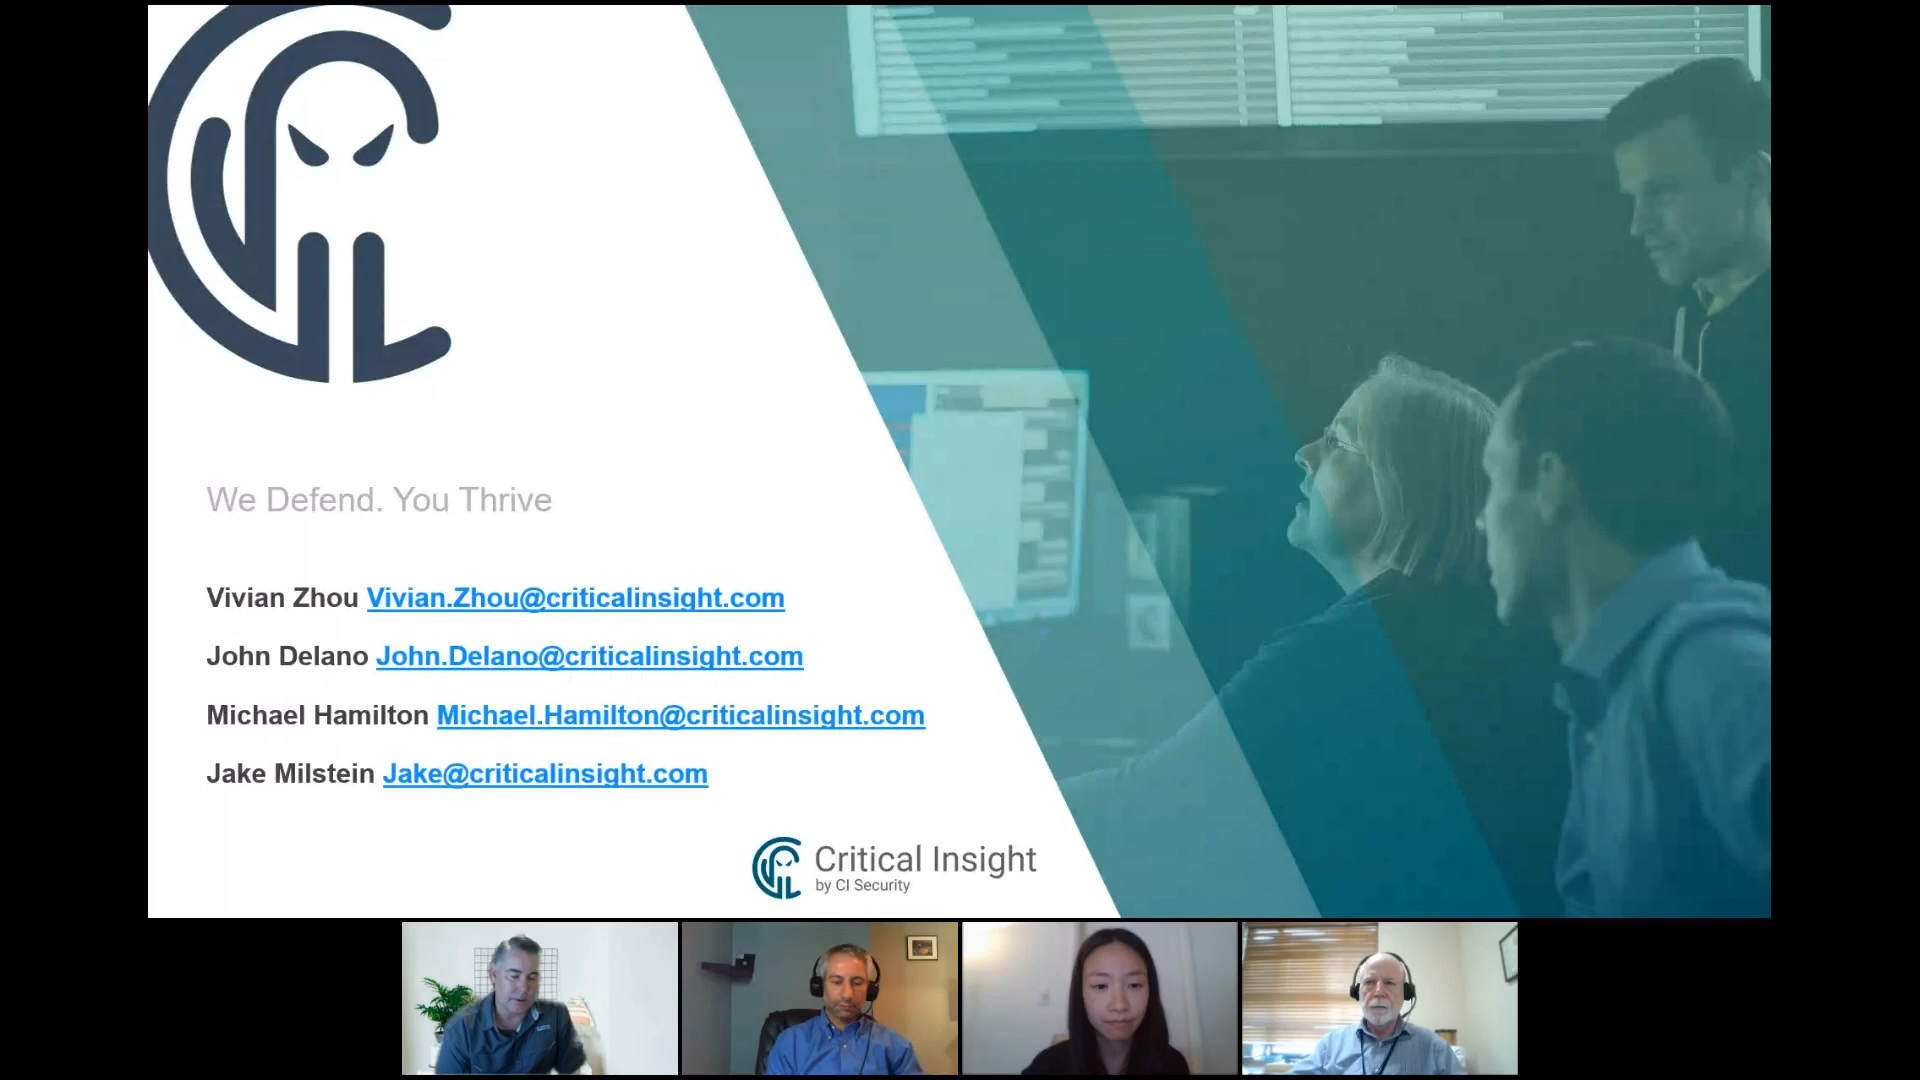 We Defend. You Thrive
Vivian Zhou Vivian.Zhou@criticalinsight.com
John Delano John.Delano@criticalinsight.com
Michael Hamilton Michael.Hamilton@criticalinsight.com
Jake Milstein Jake@criticalinsight.com
Critical Insight
by CI Security